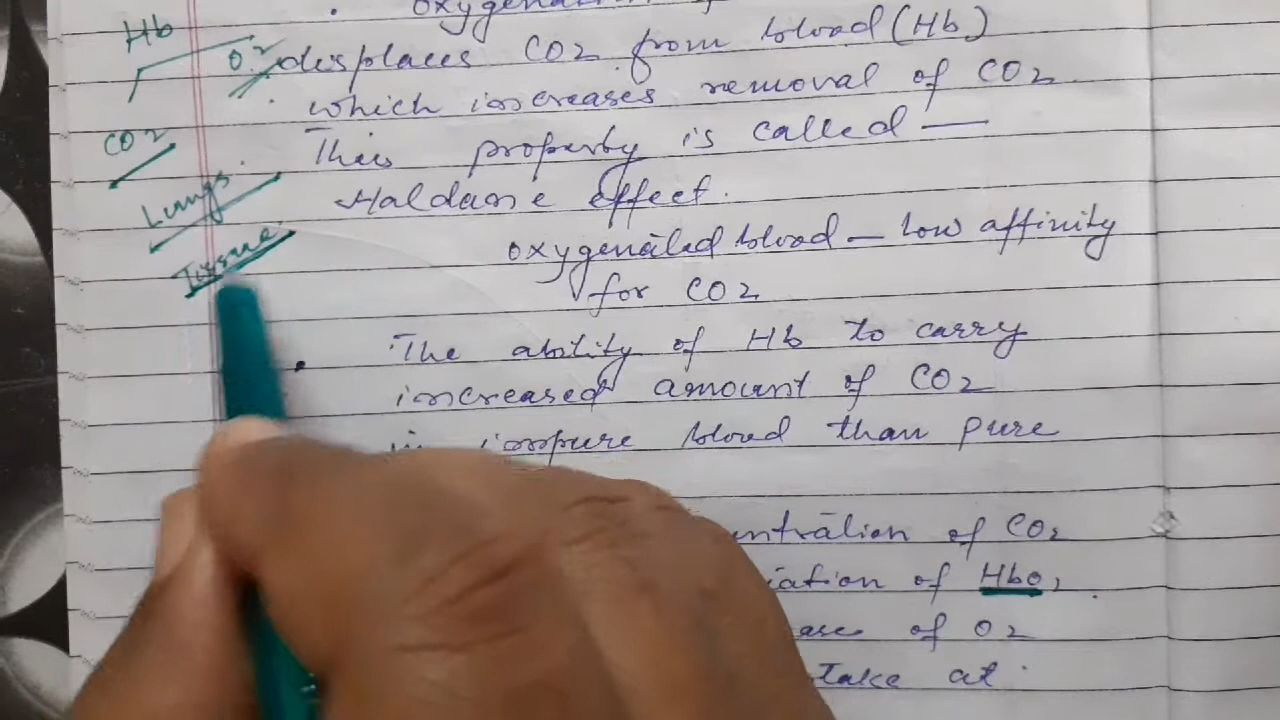 Hb
O2
CO2
Lungs
Tissue
displaces CO2 from blood (Hb)
which increases removal of CO2.
This property is called —
Haldane effect.
oxygenated blood — low affinity
for CO2
The ability of Hb to carry
increased amount of CO2
in impure blood than pure
of CO2
of HbO2
of O2
take at